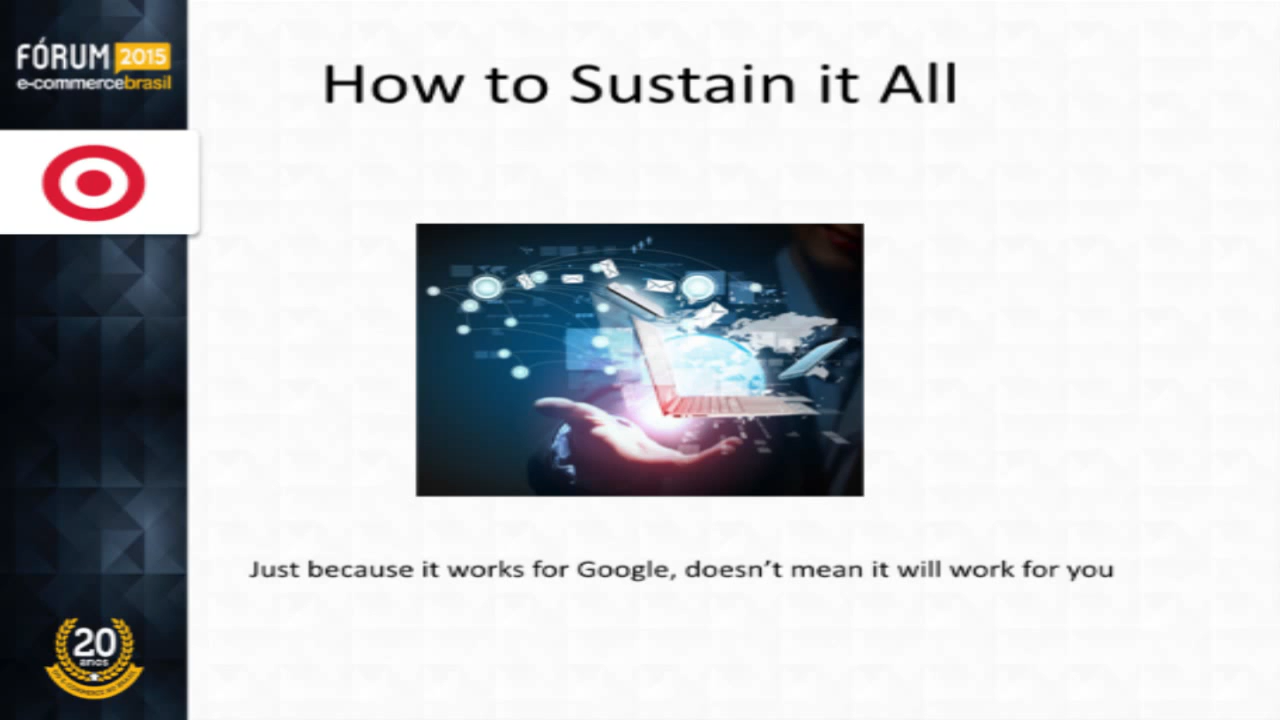 FÓRUM 2015
e-commercebrasil
How to Sustain it All
Just because it works for Google, doesn't mean it will work for you
20
anos